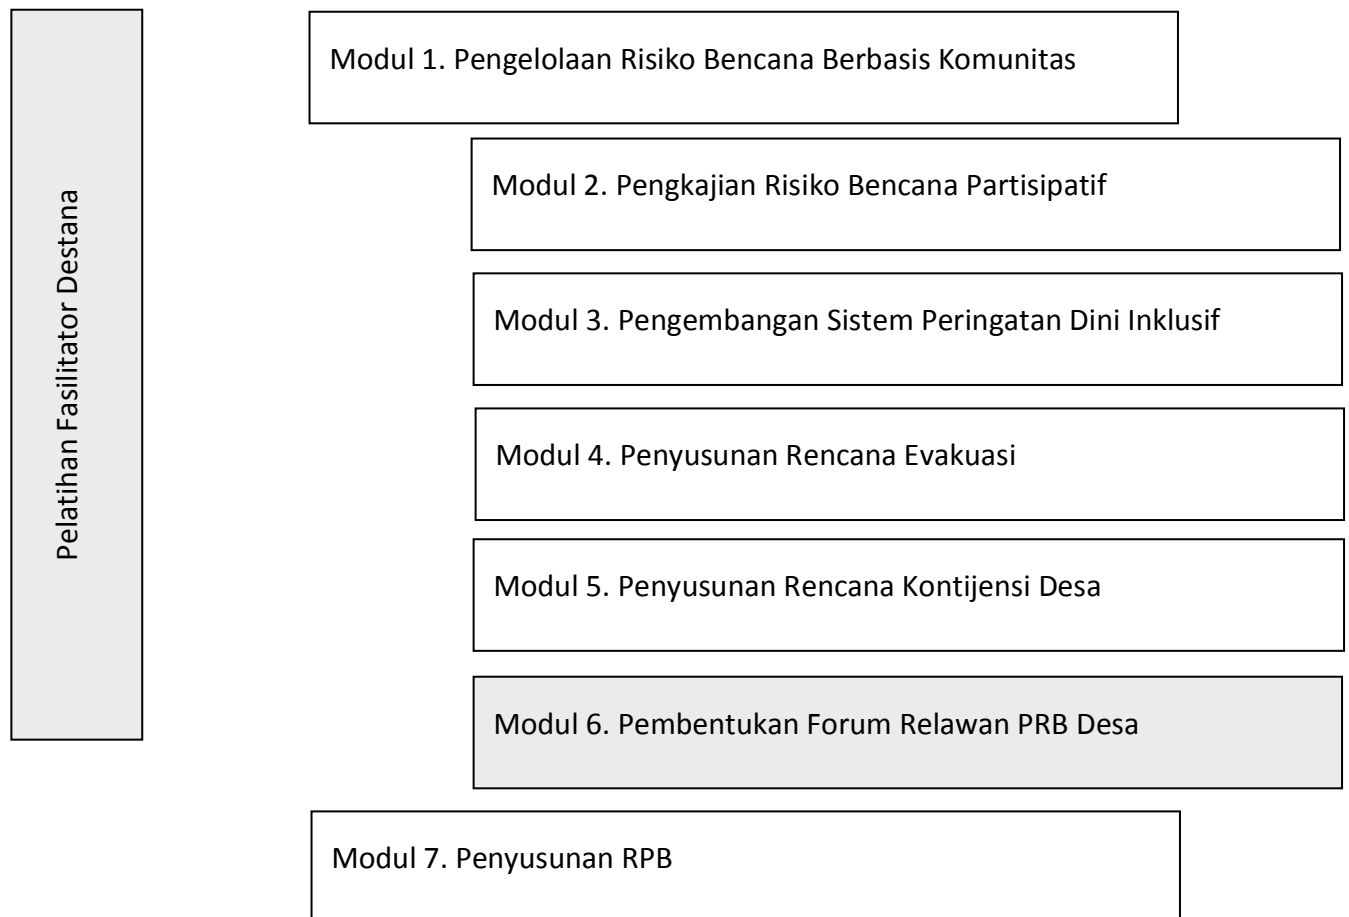 Pelatihan Fasilitator Destana
Modul 1. Pengelolaan Risiko Bencana Berbasis Komunitas
Modul 2. Pengkajian Risiko Bencana Partisipatif
Modul 3. Pengembangan Sistem Peringatan Dini Inklusif
Modul 4. Penyusunan Rencana Evakuasi
Modul 5. Penyusunan Rencana Kontijensi Desa
Modul 6. Pembentukan Forum Relawan PRB Desa
Modul 7. Penyusunan RPB